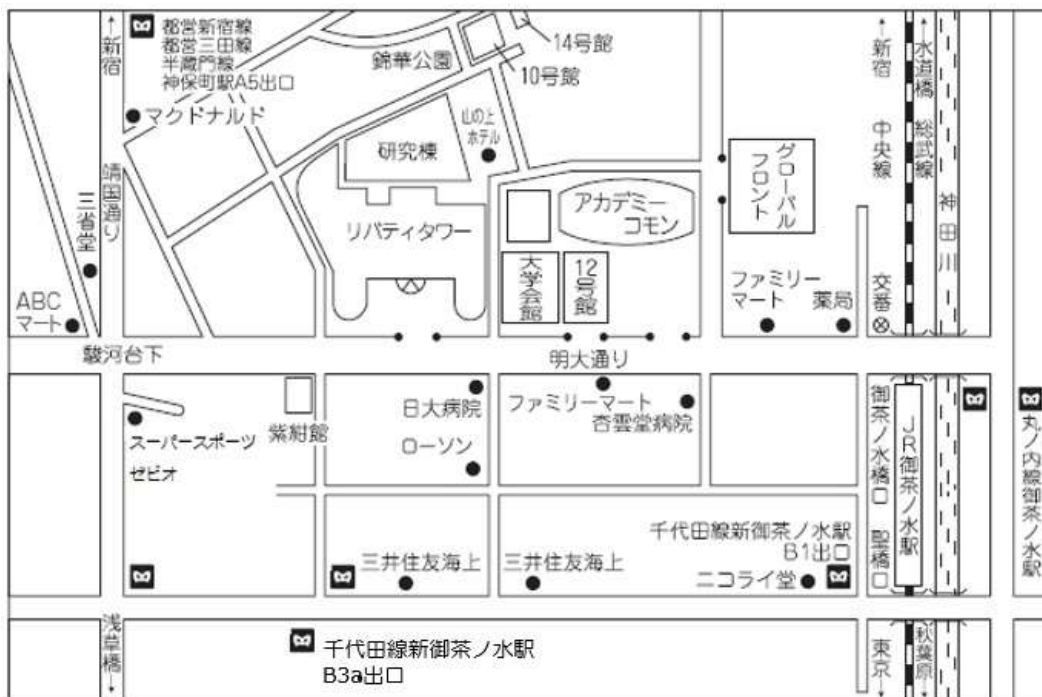 ↑新宿
都営新宿線
都営三田線
半蔵門線
神保町駅A5出口
マクドナルド
靖国通り
三省堂
ABC
マート
錦華公園
14号館
10号館
山の上
ホテル
研究棟
リバティタワー
アカデミー
コモン
大学会館
12号館
グローバル
フロント
ファミリー
マート
薬局
交番
↑新宿
中央線
↑水道橋
総武線
神田川
駿河台下
明大通り
スーパースポーツ
ゼビオ
紫紺館
日大病院
ローソン
ファミリーマート
杏雲堂病院
御茶ノ水橋口
聖橋口
JR御茶ノ水駅
丸ノ内線御茶ノ水駅
三井住友海上
三井住友海上
千代田線新御茶ノ水駅
B1出口
ニコライ堂
浅草橋↓
千代田線新御茶ノ水駅
B3a出口
東京↓
秋葉原↓